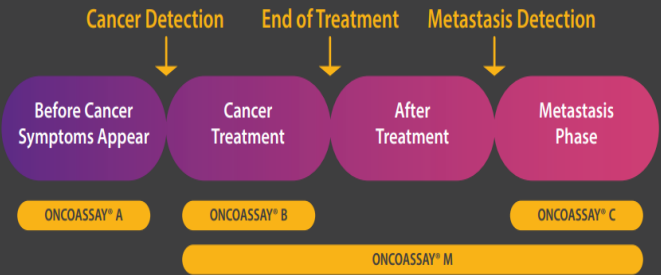 Cancer Detection End of Treatment Metastasis Detection
Before Cancer Cancer After Metastasis
Symptoms Appear Treatment Treatment Phase
ONCOASSAY® A ONCOASSAY® B ONCOASSAY® C
ONCOASSAY® M